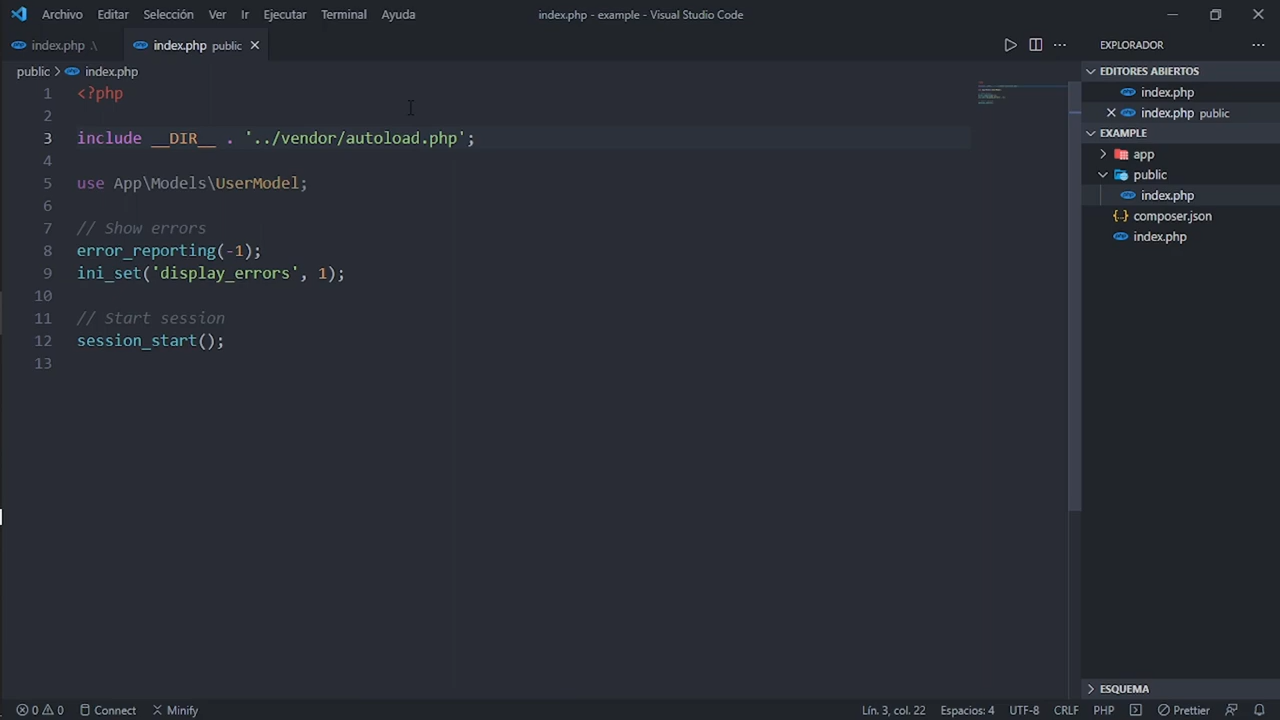 Archivo Editar Selección Ver Ir Ejecutar Terminal Ayuda index.php - example - Visual Studio Code
index.php .\ index.php public
EXPLORADOR
public > index.php
1 <?php
2
3 include __DIR__ . '../vendor/autoload.php';
4
5 use App\Models\UserModel;
6
7 // Show errors
8 error_reporting(-1);
9 ini_set('display_errors', 1);
10
11 // Start session
12 session_start();
13
EDITORES ABIERTOS
index.php
index.php public
EXAMPLE
app
public
index.php
composer.json
index.php
ESQUEMA
0 0 Connect Minify Lín. 3, col. 22 Espacios: 4 UTF-8 CRLF PHP Prettier